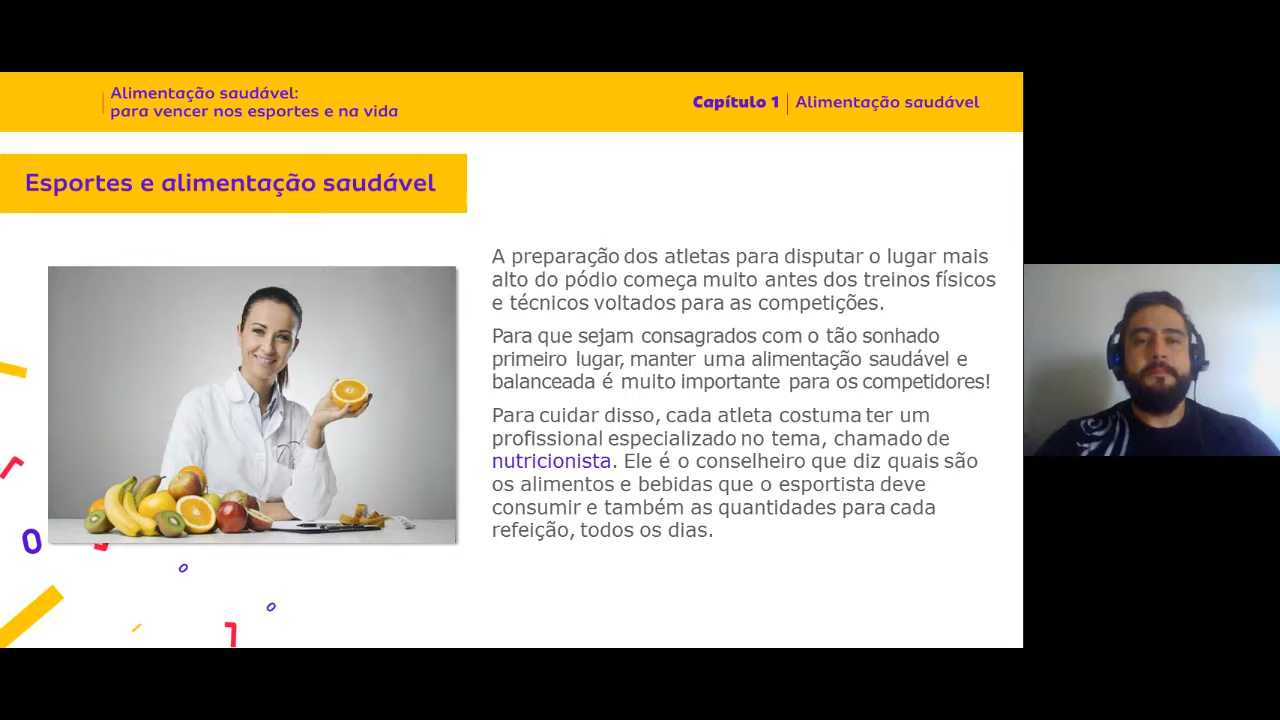 Alimentação saudável:
para vencer nos esportes e na vida
Capítulo 1 | Alimentação saudável
Esportes e alimentação saudável
A preparação dos atletas para disputar o lugar mais
alto do pódio começa muito antes dos treinos físicos
e técnicos voltados para as competições.
Para que sejam consagrados com o tão sonhado
primeiro lugar, manter uma alimentação saudável e
balanceada é muito importante para os competidores!
Para cuidar disso, cada atleta costuma ter um
profissional especializado no tema, chamado de
nutricionista. Ele é o conselheiro que diz quais são
os alimentos e bebidas que o esportista deve
consumir e também as quantidades para cada
refeição, todos os dias.